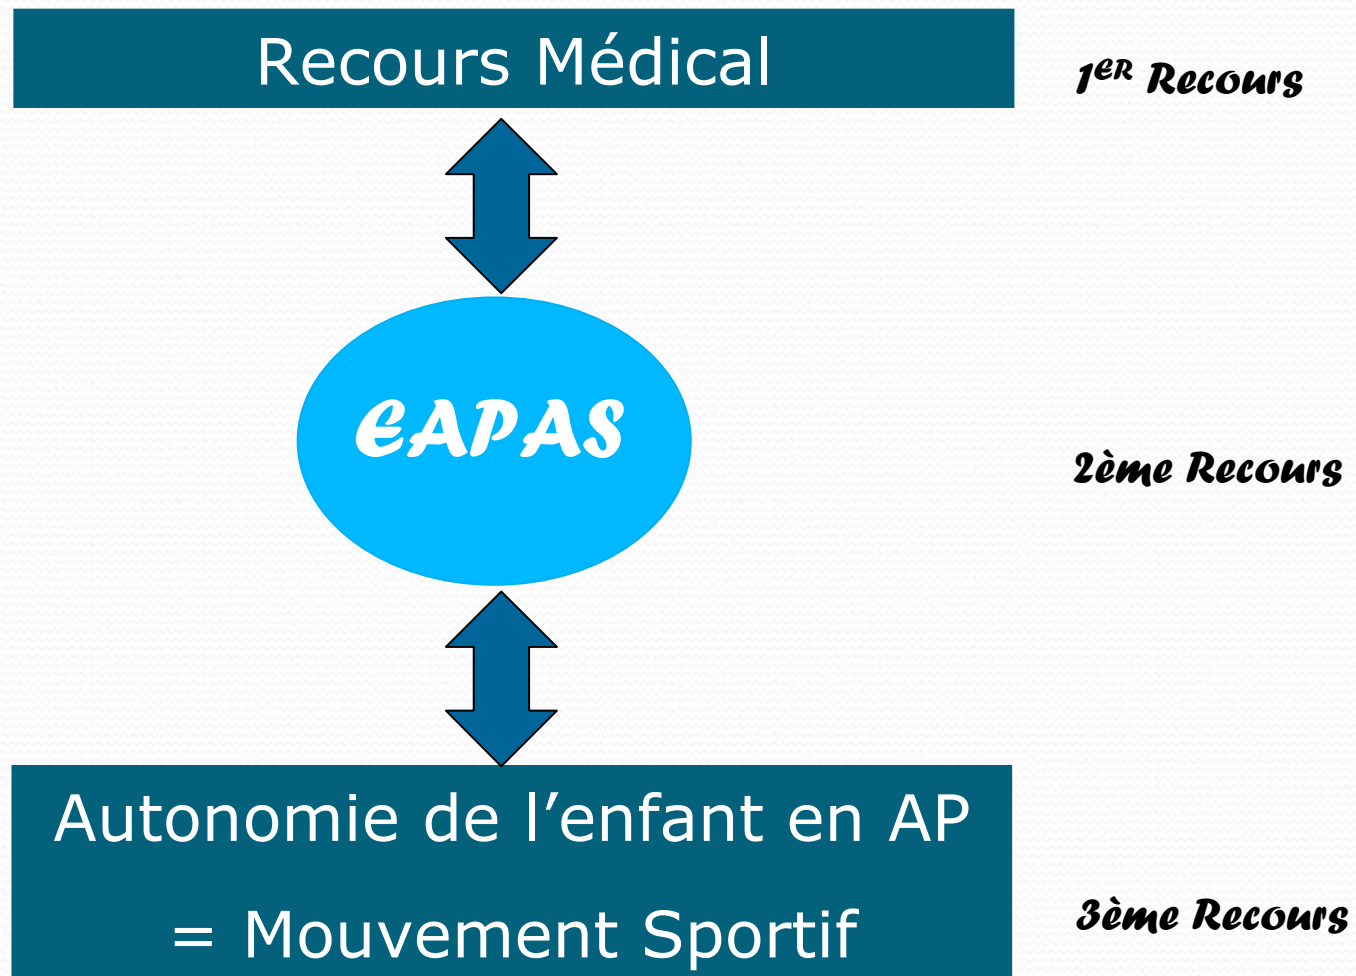 Recours Médical
1ER Recours
EAPAS
2ème Recours
Autonomie de l’enfant en AP
= Mouvement Sportif
3ème Recours